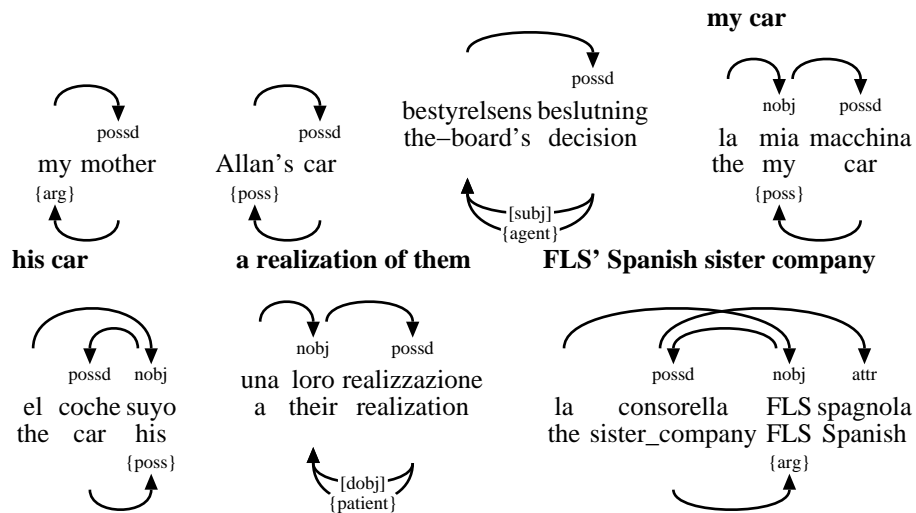 my car
possd
my mother
{arg}
possd
Allan's car
{poss}
possd
bestyrelsens beslutning
the–board's decision
[subj]
{agent}
nobj possd
la mia macchina
the my car
{poss}
his car
possd nobj
el coche suyo
the car his
{poss}
a realization of them
nobj possd
una loro realizzazione
a their realization
[dobj]
{patient}
FLS' Spanish sister company
possd nobj attr
la consorella FLS spagnola
the sister_company FLS Spanish
{arg}